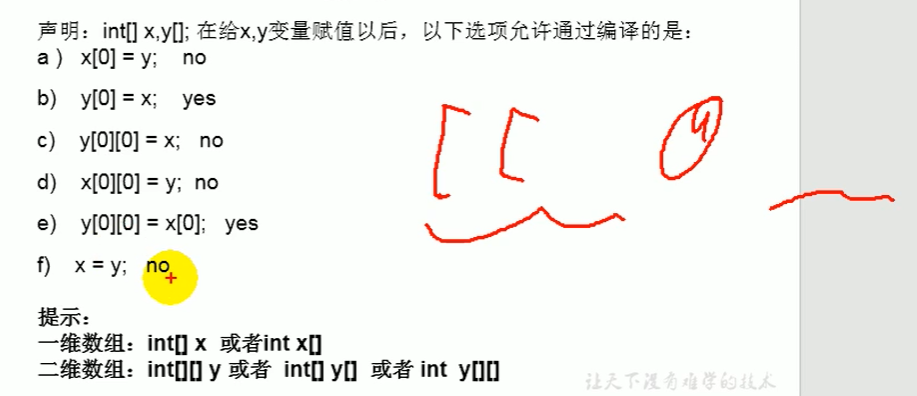 声明：int[] x,y[]; 在给x,y变量赋值以后，以下选项允许通过编译的是：
a ) x[0] = y; no
b) y[0] = x; yes
c) y[0][0] = x; no
d) x[0][0] = y; no
e) y[0][0] = x[0]; yes
f) x = y; no
提示：
一维数组：int[] x 或者int x[]
二维数组：int[][] y 或者 int[] y[] 或者 int y[][]
让天下没有难学的技术